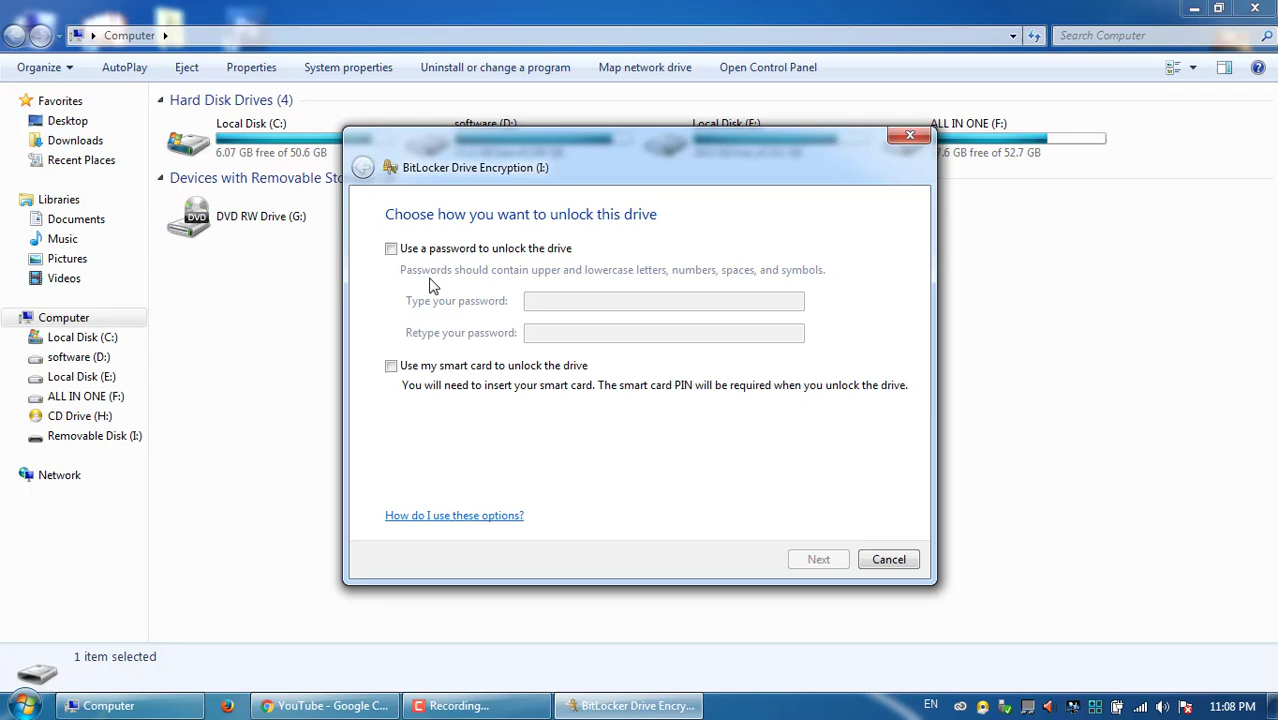 Computer
Search Computer
Organize
AutoPlay
Eject
Properties
System properties
Uninstall or change a program
Map network drive
Open Control Panel
Favorites
Desktop
Downloads
Recent Places
Libraries
Documents
Music
Pictures
Videos
Computer
Local Disk (C:)
software (D:)
Local Disk (E:)
ALL IN ONE (F:)
CD Drive (H:)
Removable Disk (I:)
Network
Hard Disk Drives (4)
Local Disk (C:)
6.07 GB free of 50.6 GB
software (D:)
ALL IN ONE (F:)
7.6 GB free of 52.7 GB
Devices with Removable Sto
DVD RW Drive (G:)
DVD
BitLocker Drive Encryption (I:)
Choose how you want to unlock this drive
Use a password to unlock the drive
Passwords should contain upper and lowercase letters, numbers, spaces, and symbols.
Type your password:
Retype your password:
Use my smart card to unlock the drive
You will need to insert your smart card. The smart card PIN will be required when you unlock the drive.
How do I use these options?
Next
Cancel
1 item selected
Computer
YouTube - Google C...
Recording...
BitLocker Drive Encry...
EN
11:08 PM